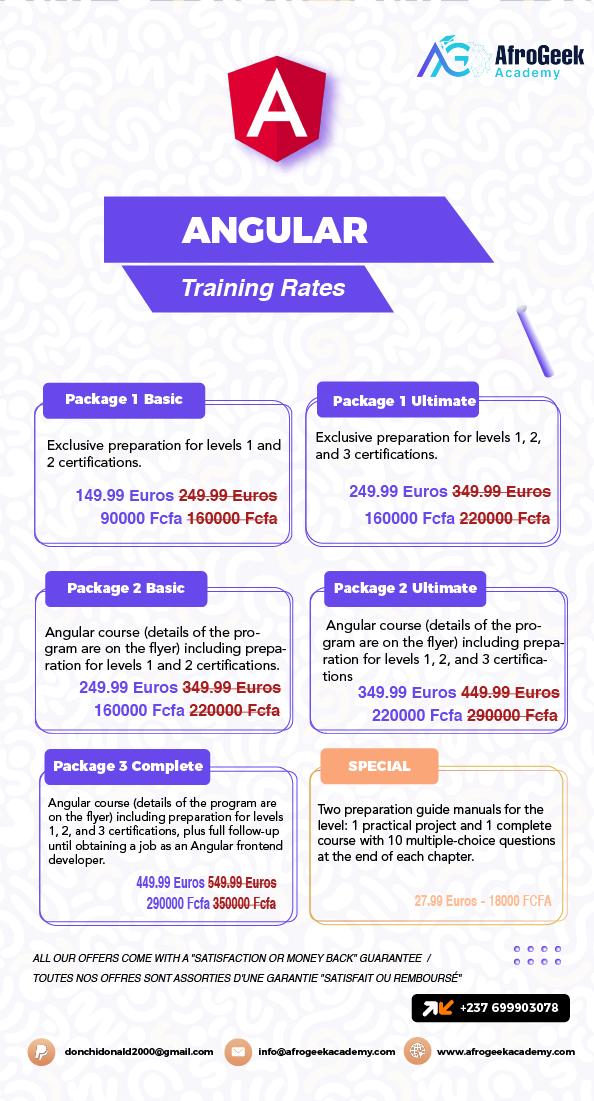 AfroGeek
Academy
ANGULAR
Training Rates
Package 1 Basic
Exclusive preparation for levels 1 and
2 certifications.
149.99 Euros 249.99 Euros
90000 Fcfa 160000 Fcfa
Package 1 Ultimate
Exclusive preparation for levels 1, 2,
and 3 certifications.
249.99 Euros 349.99 Euros
160000 Fcfa 220000 Fcfa
Package 2 Basic
Angular course (details of the pro-
gram are on the flyer) including prepa-
ration for levels 1 and 2 certifications.
249.99 Euros 349.99 Euros
160000 Fcfa 220000 Fcfa
Package 2 Ultimate
Angular course (details of the pro-
gram are on the flyer) including prepa-
ration for levels 1, 2, and 3 certifica-
tions
349.99 Euros 449.99 Euros
220000 Fcfa 290000 Fcfa
Package 3 Complete
Angular course (details of the program are
on the flyer) including preparation for levels
1, 2, and 3 certifications, plus full follow-up
until obtaining a job as an Angular frontend
developer.
449.99 Euros 549.99 Euros
290000 Fcfa 350000 Fcfa
SPECIAL
Two preparation guide manuals for the
level: 1 practical project and 1 complete
course with 10 multiple-choice questions
at the end of each chapter.
27.99 Euros - 18000 FCFA
ALL OUR OFFERS COME WITH A "SATISFACTION OR MONEY BACK" GUARANTEE /
TOUTES NOS OFFRES SONT ASSORTIES D'UNE GARANTIE "SATISFAIT OU REMBOURSÉ"
+237 699903078
donchidonald2000@gmail.com
info@afrogeekacademy.com
www.afrogeekacademy.com